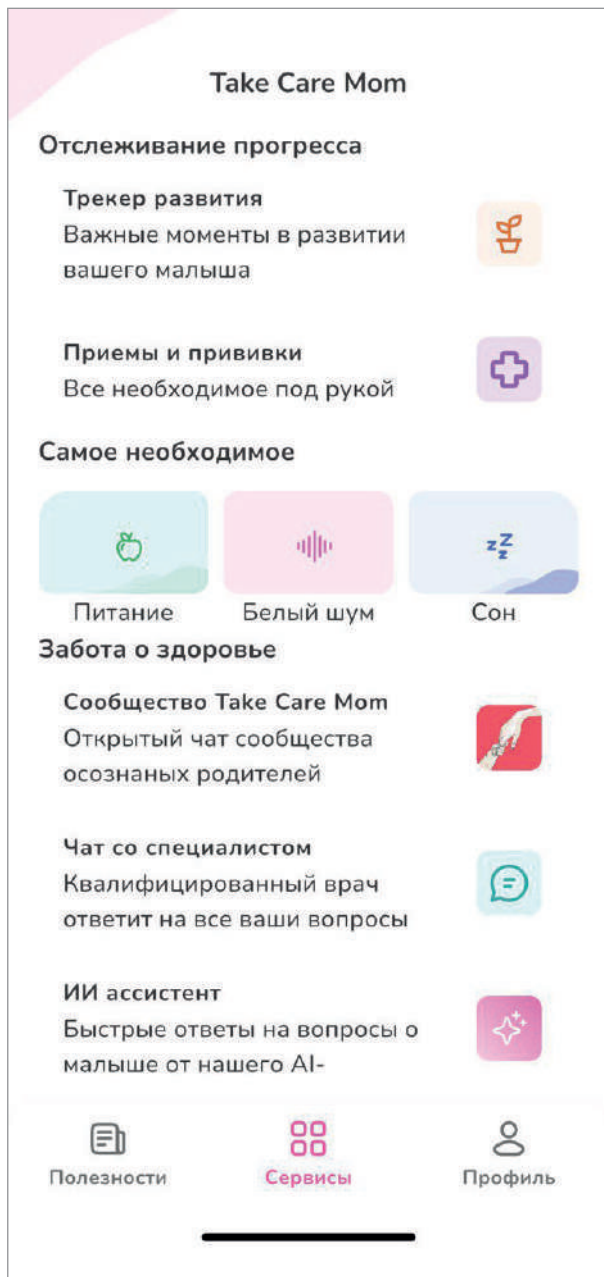 Take Care Mom
Отслеживание прогресса
Трекер развития
Важные моменты в развитии
вашего малыша
Приемы и прививки
Все необходимое под рукой
Самое необходимое
Питание
Белый шум
Сон
Забота о здоровье
Сообщество Take Care Mom
Открытый чат сообщества
осознаных родителей
Чат со специалистом
Квалифицированный врач
ответит на все ваши вопросы
ИИ ассистент
Быстрые ответы на вопросы о
малыше от нашего AI-
Полезности
Сервисы
Профиль